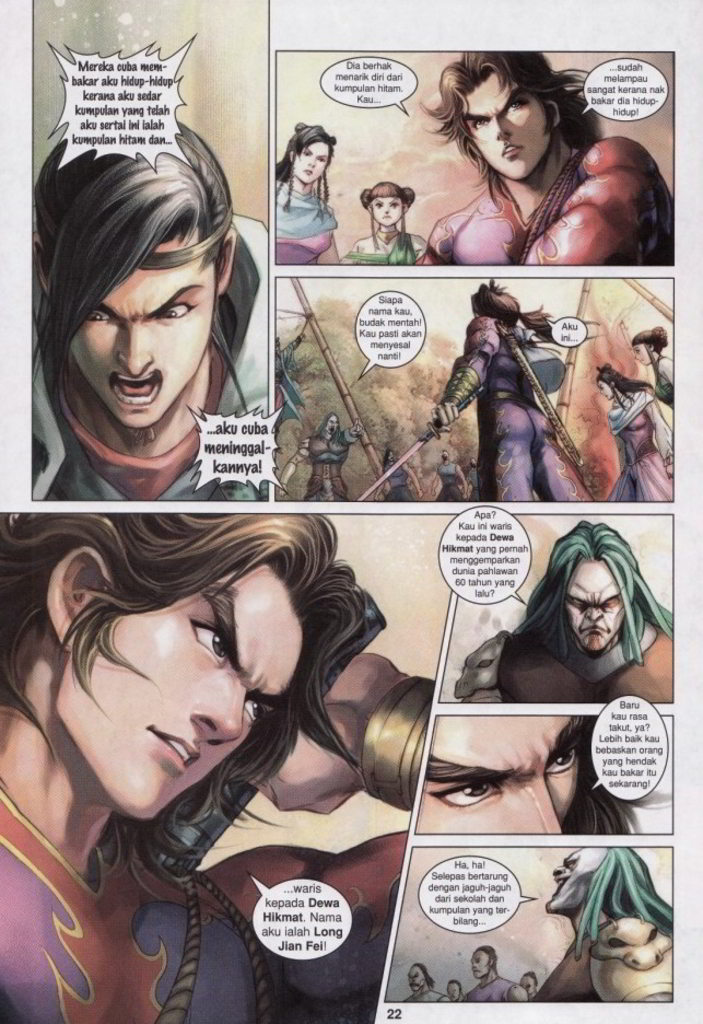 Mereka cuba mem-
bakar aku hidup-hidup
kerana aku sedar
kumpulan yang telah
aku sertai ini ialah
kumpulan hitam dan...
...aku cuba
meninggal-
kannya!
Dia berhak
menarik diri dari
kumpulan hitam.
Kau...
...sudah
melampau
sangat kerana nak
bakar dia hidup-
hidup!
Siapa
nama kau,
budak mentah!
Kau pasti akan
menyesal
nanti!
Aku
ini...
...waris
kepada Dewa
Hikmat. Nama
aku ialah Long
Jian Fei!
Apa?
Kau ini waris
kepada Dewa
Hikmat yang pernah
menggemparkan
dunia pahlawan
60 tahun yang
lalu?
Baru
kau rasa
takut, ya?
Lebih baik kau
bebaskan orang
yang hendak
kau bakar itu
sekarang!
Ha, ha!
Selepas bertarung
dengan jaguh-jaguh
dari sekolah dan
kumpulan yang ter-
bilang...
22